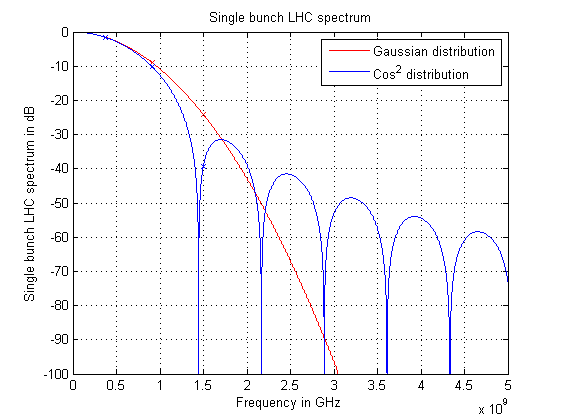 Single bunch LHC spectrum
Gaussian distribution
Cos² distribution
Single bunch LHC spectrum in dB
0
-10
-20
-30
-40
-50
-60
-70
-80
-90
-100
0 0.5 1 1.5 2 2.5 3 3.5 4 4.5 5
x 10⁹
Frequency in GHz